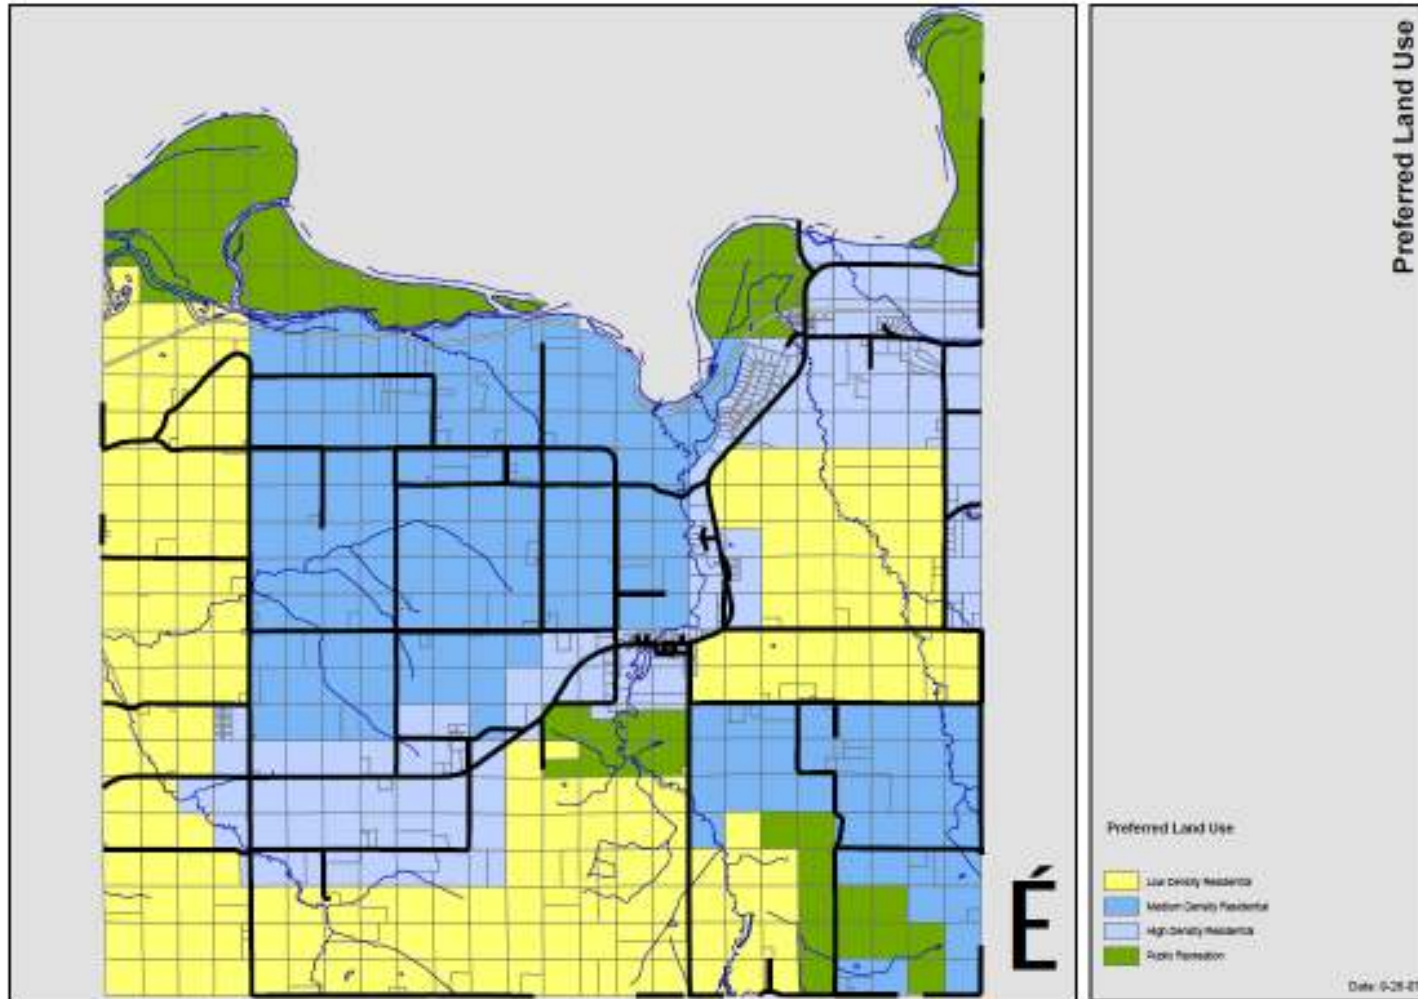 Preferred Land Use
Preferred Land Use
Low Density Residential
Medium Density Residential
High Density Residential
Public Recreation
É